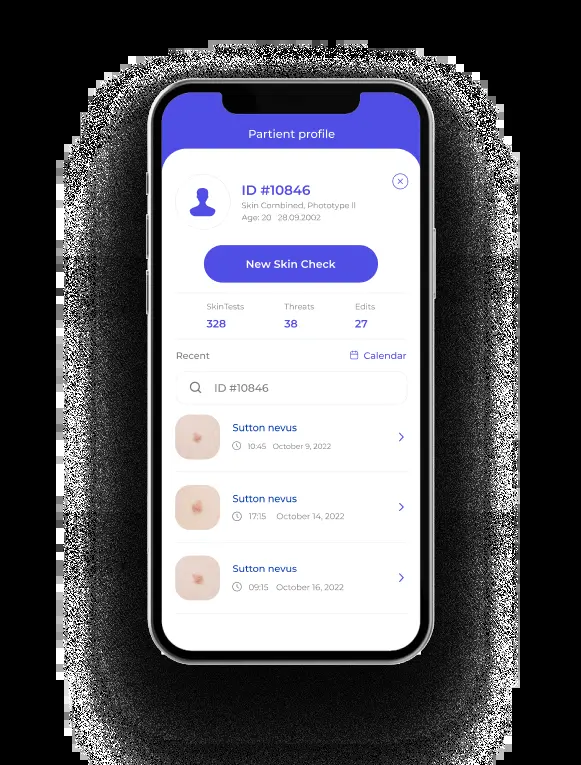 Partient profile
ID #10846
Skin Combined, Phototype II
Age: 20 28.09.2002
New Skin Check
SkinTests Threats Edits
328 38 27
Recent Calendar
ID #10846
Sutton nevus
10:45 October 9, 2022
Sutton nevus
17:15 October 14, 2022
Sutton nevus
09:15 October 16, 2022